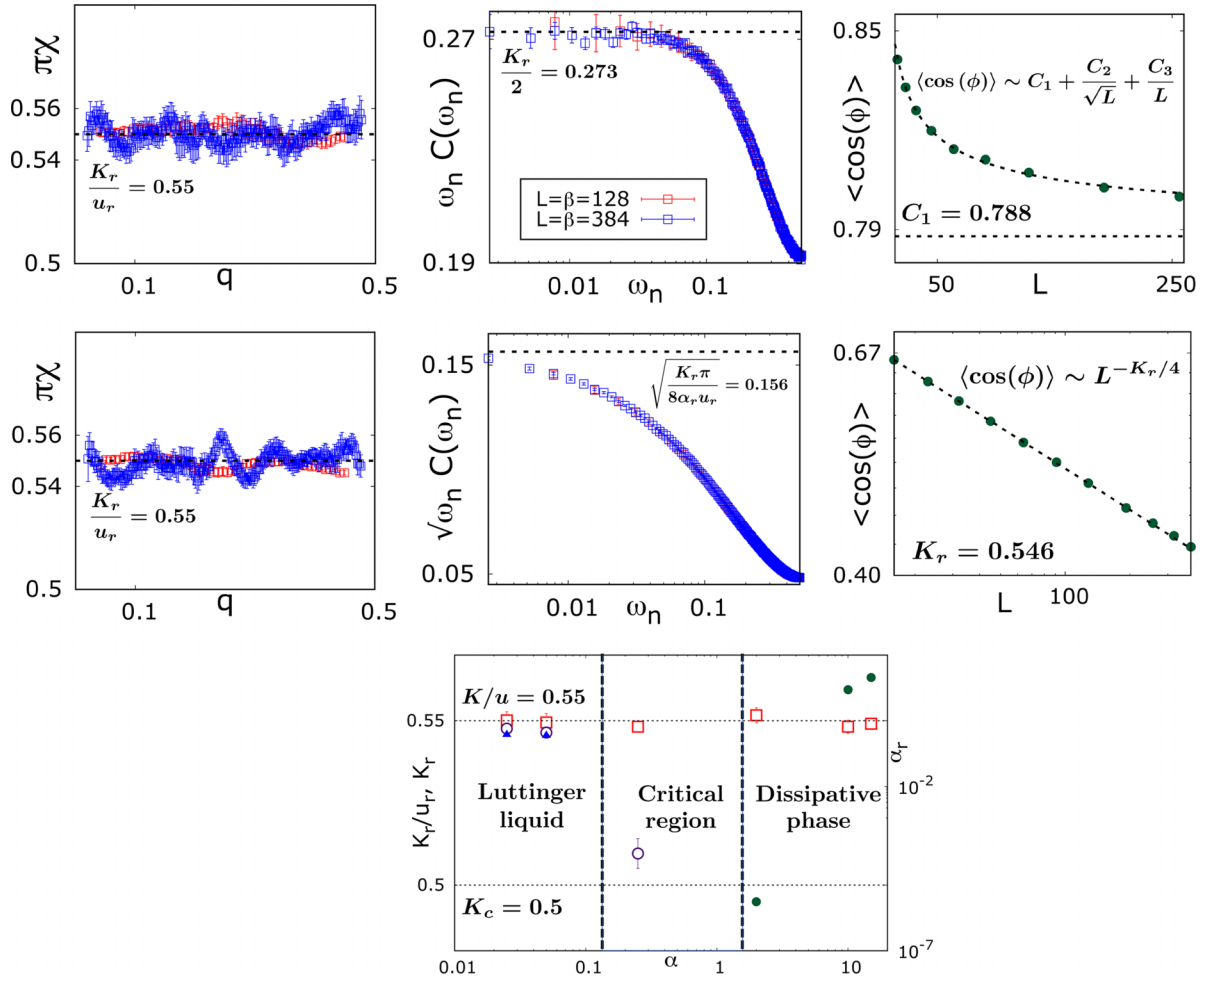 πχ
0.56
0.54
0.5
K_r/u_r = 0.55
0.1
q
0.5
ω_n C(ω_n)
0.27
0.19
K_r/2 = 0.273
L=β=128
L=β=384
0.01
ω_n
0.1
<cos(ϕ)>
0.85
0.79
⟨cos (ϕ)⟩ ∼ C_1 + C_2/√L + C_3/L
C_1 = 0.788
50
L
250
πχ
0.56
0.54
0.5
K_r/u_r = 0.55
0.1
q
0.5
√ω_n C(ω_n)
0.15
0.05
√(K_r π/8α_r u_r) = 0.156
0.01
ω_n
0.1
<cos(ϕ)>
0.67
0.40
⟨cos(ϕ)⟩ ∼ L^{-K_r/4}
K_r = 0.546
L
100
K_r/u_r, K_r
0.55
0.5
K/u = 0.55
Luttinger
liquid
Critical
region
Dissipative
phase
K_c = 0.5
α_r
10^{-2}
10^{-7}
0.01
0.1
α
1
10